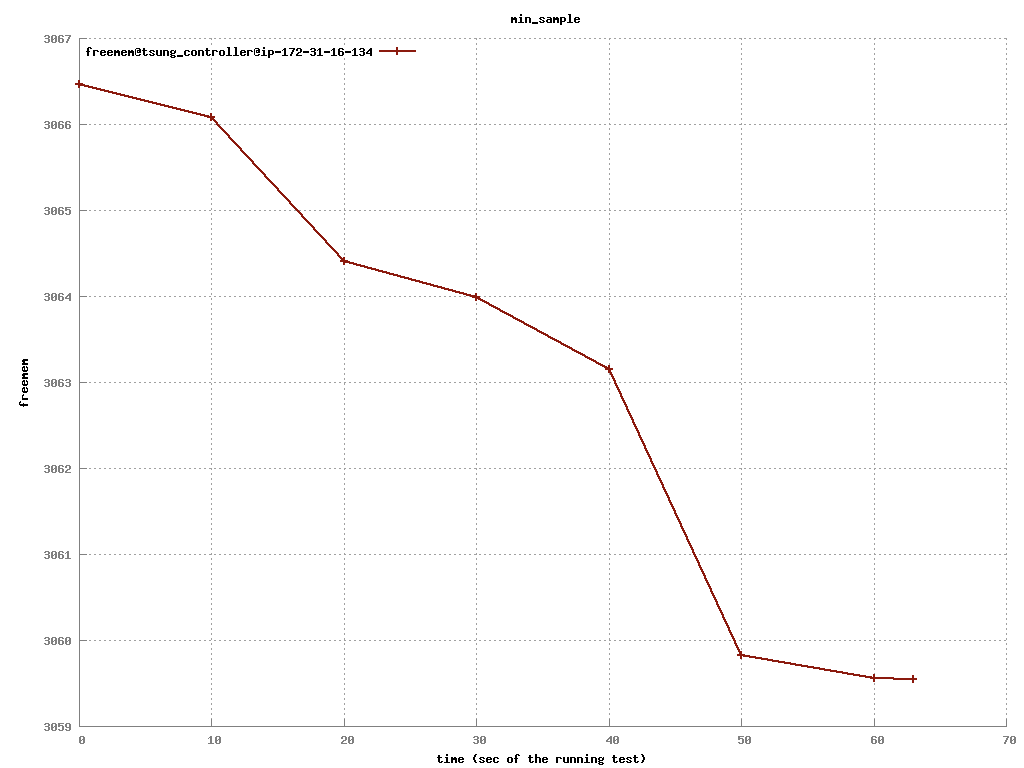 min_sample
3067
freemem@tsung_controller@ip-172-31-16-134
3066
3065
3064
freemem
3063
3062
3061
3060
3059
0 10 20 30 40 50 60 70
time (sec of the running test)